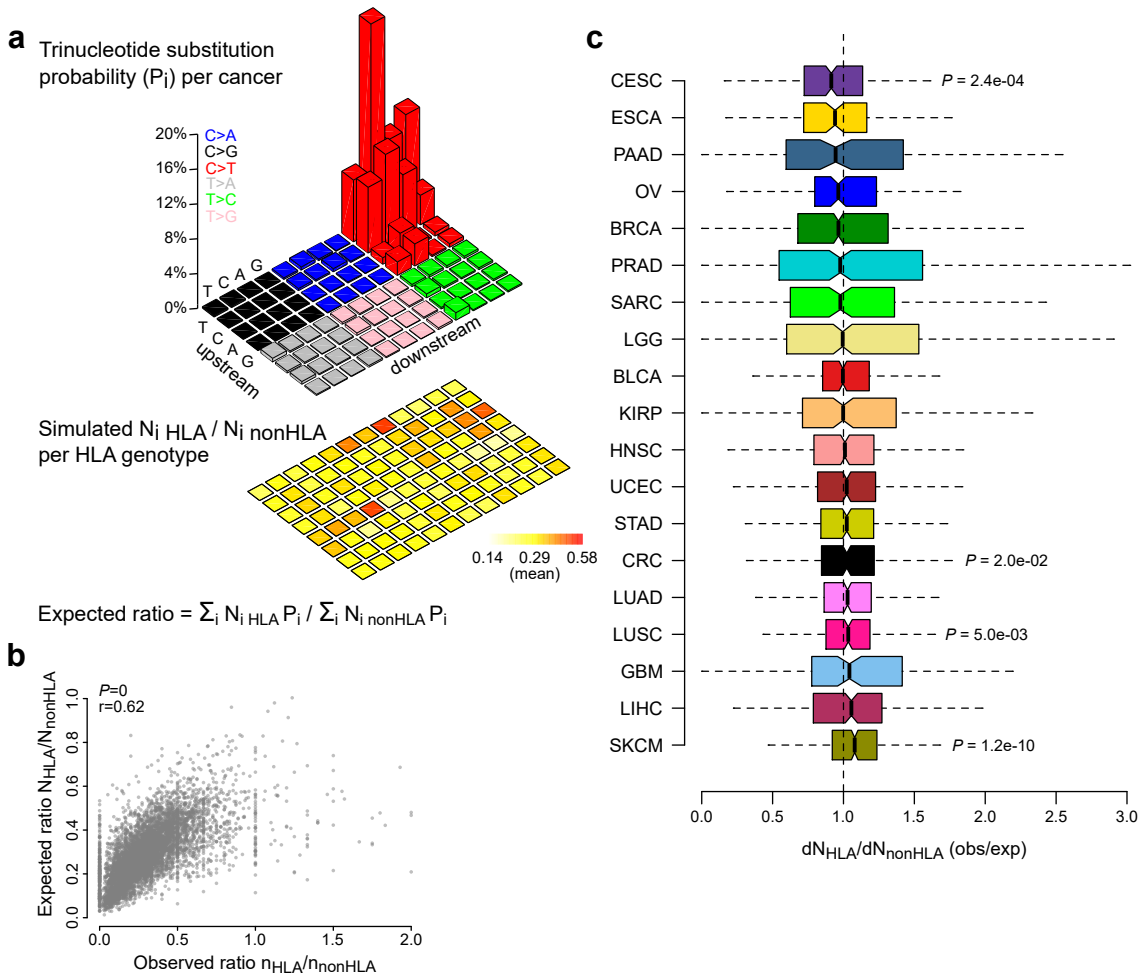 a
Trinucleotide substitution
probability (Pi) per cancer
20%
16%
12%
8%
4%
0%
C>A
C>G
C>T
T>A
T>C
T>G
T C A G
T C A G
upstream
downstream
Simulated Ni HLA / Ni nonHLA
per HLA genotype
0.14 0.29 0.58
(mean)
Expected ratio = Σi Ni HLA Pi / Σi Ni nonHLA Pi
b
P=0
r=0.62
Expected ratio NHLA/NnonHLA
1.0
0.8
0.6
0.4
0.2
0.0
0.0 0.5 1.0 1.5 2.0
Observed ratio nHLA/nnonHLA
c
CESC P = 2.4e-04
ESCA
PAAD
OV
BRCA
PRAD
SARC
LGG
BLCA
KIRP
HNSC
UCEC
STAD
CRC P = 2.0e-02
LUAD
LUSC P = 5.0e-03
GBM
LIHC
SKCM P = 1.2e-10
0.0 0.5 1.0 1.5 2.0 2.5 3.0
dNHLA/dNnonHLA (obs/exp)